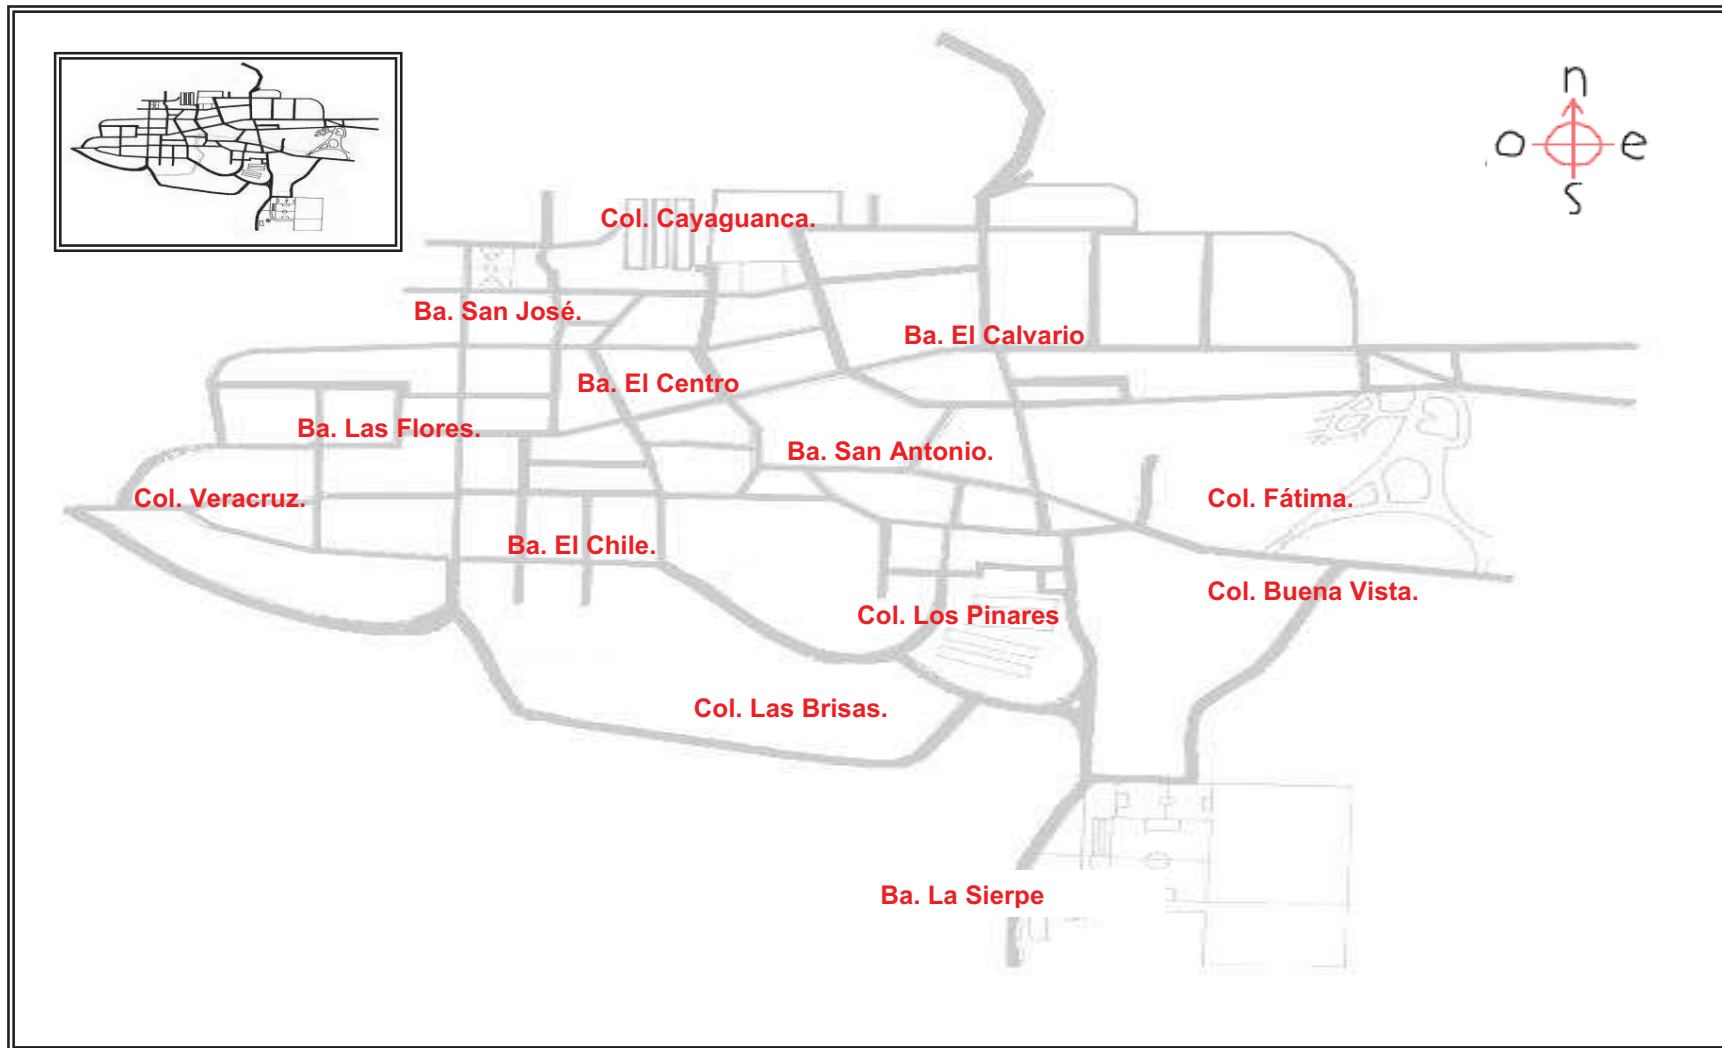 n
o e
s
Col. Cayaguanca.
Ba. San José.
Ba. El Calvario
Ba. El Centro
Ba. Las Flores.
Ba. San Antonio.
Col. Veracruz.
Col. Fátima.
Ba. El Chile.
Col. Buena Vista.
Col. Los Pinares
Col. Las Brisas.
Ba. La Sierpe